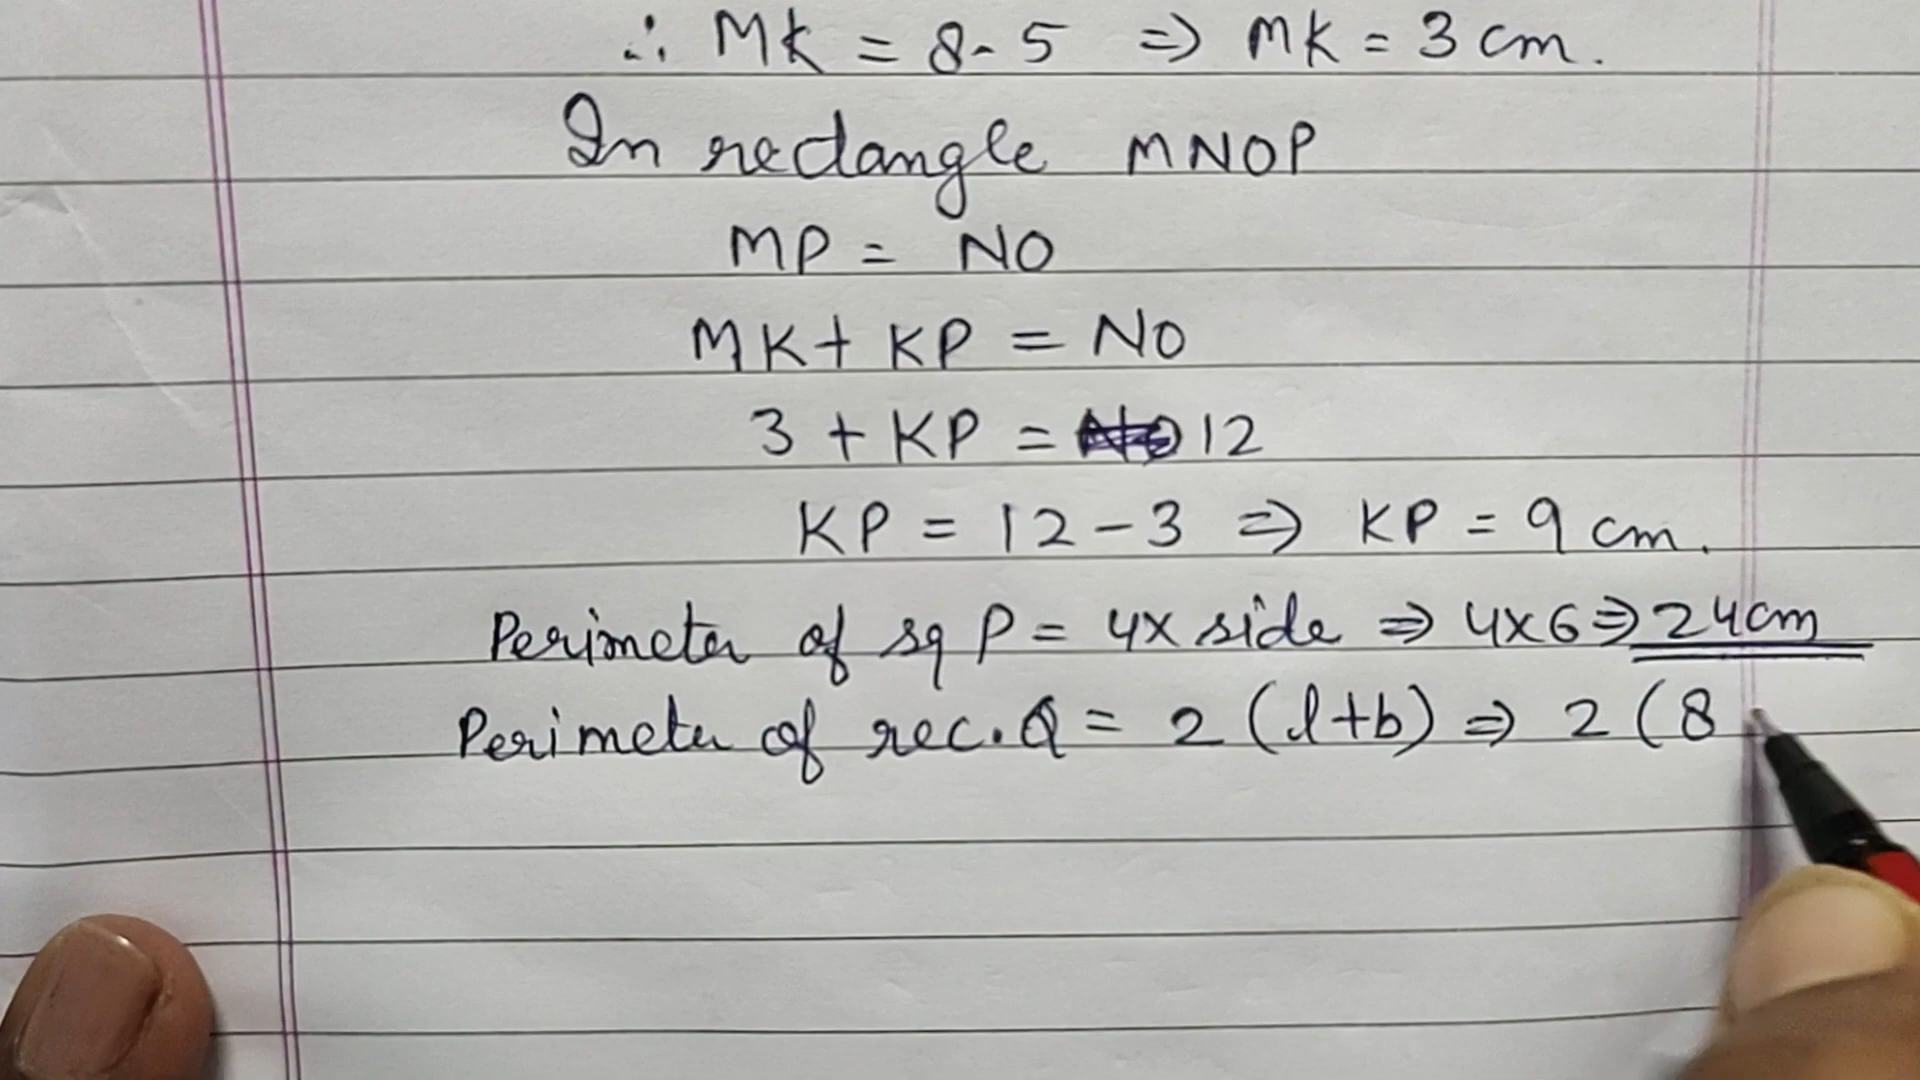 ∴ MK = 8-5 ⇒ MK = 3 cm.
In rectangle MNOP
MP = NO
MK + KP = NO
3 + KP = 12
KP = 12 - 3 ⇒ KP = 9 cm.
Perimeter of sq P = 4x side ⇒ 4x6 ⇒ 24cm
Perimeter of rec. Q = 2 (l+b) ⇒ 2 (8